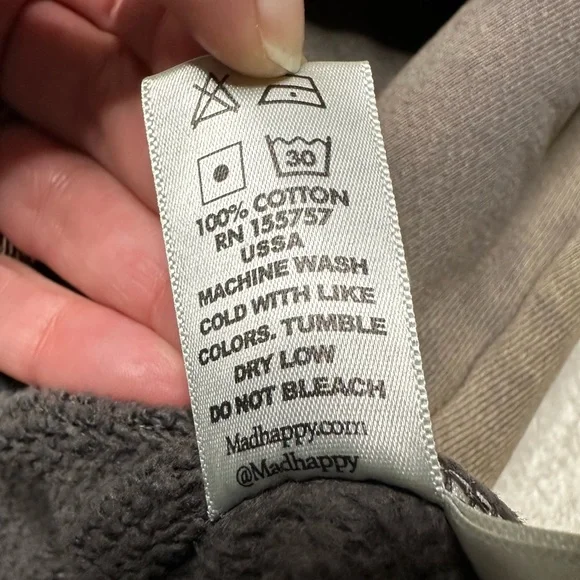 30
100% COTTON
RN 155757
USSA
MACHINE WASH
COLD WITH LIKE
COLORS. TUMBLE
DRY LOW
DO NOT BLEACH
Madhappy.com
@Madhappy